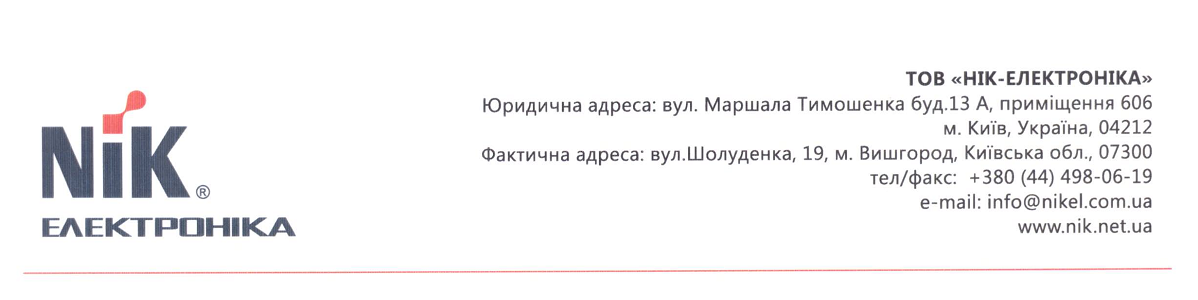 NiK®
ЕЛЕКТРОНІКА
ТОВ «НІК-ЕЛЕКТРОНІКА»
Юридична адреса: вул. Маршала Тимошенка буд.13 А, приміщення 606
м. Київ, Україна, 04212
Фактична адреса: вул.Шолуденка, 19, м. Вишгород, Київська обл., 07300
тел/факс: +380 (44) 498-06-19
e-mail: info@nikel.com.ua
www.nik.net.ua